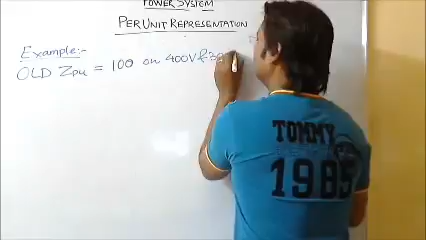 POWER SYSTEM
PER UNIT REPRESENTATION
Example:-
OLD Zpu = 100 on 400V &
TOMMY
1985